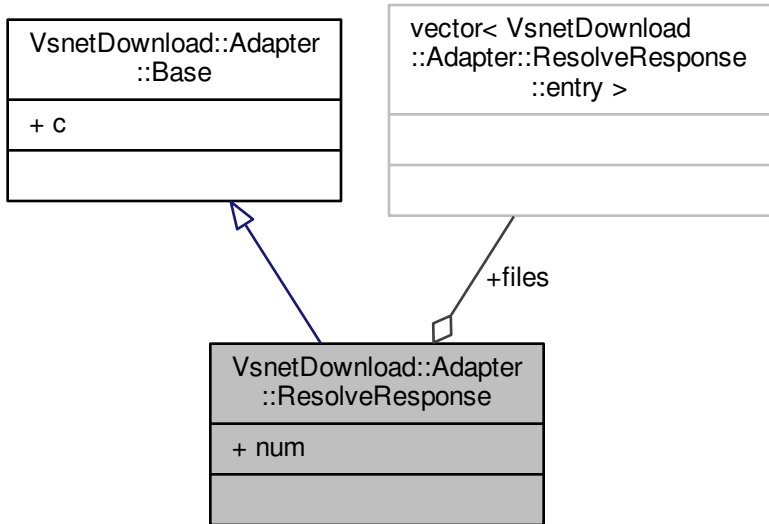 VsnetDownload::Adapter
::Base
+ c
vector< VsnetDownload
::Adapter::ResolveResponse
::entry >
+files
VsnetDownload::Adapter
::ResolveResponse
+ num